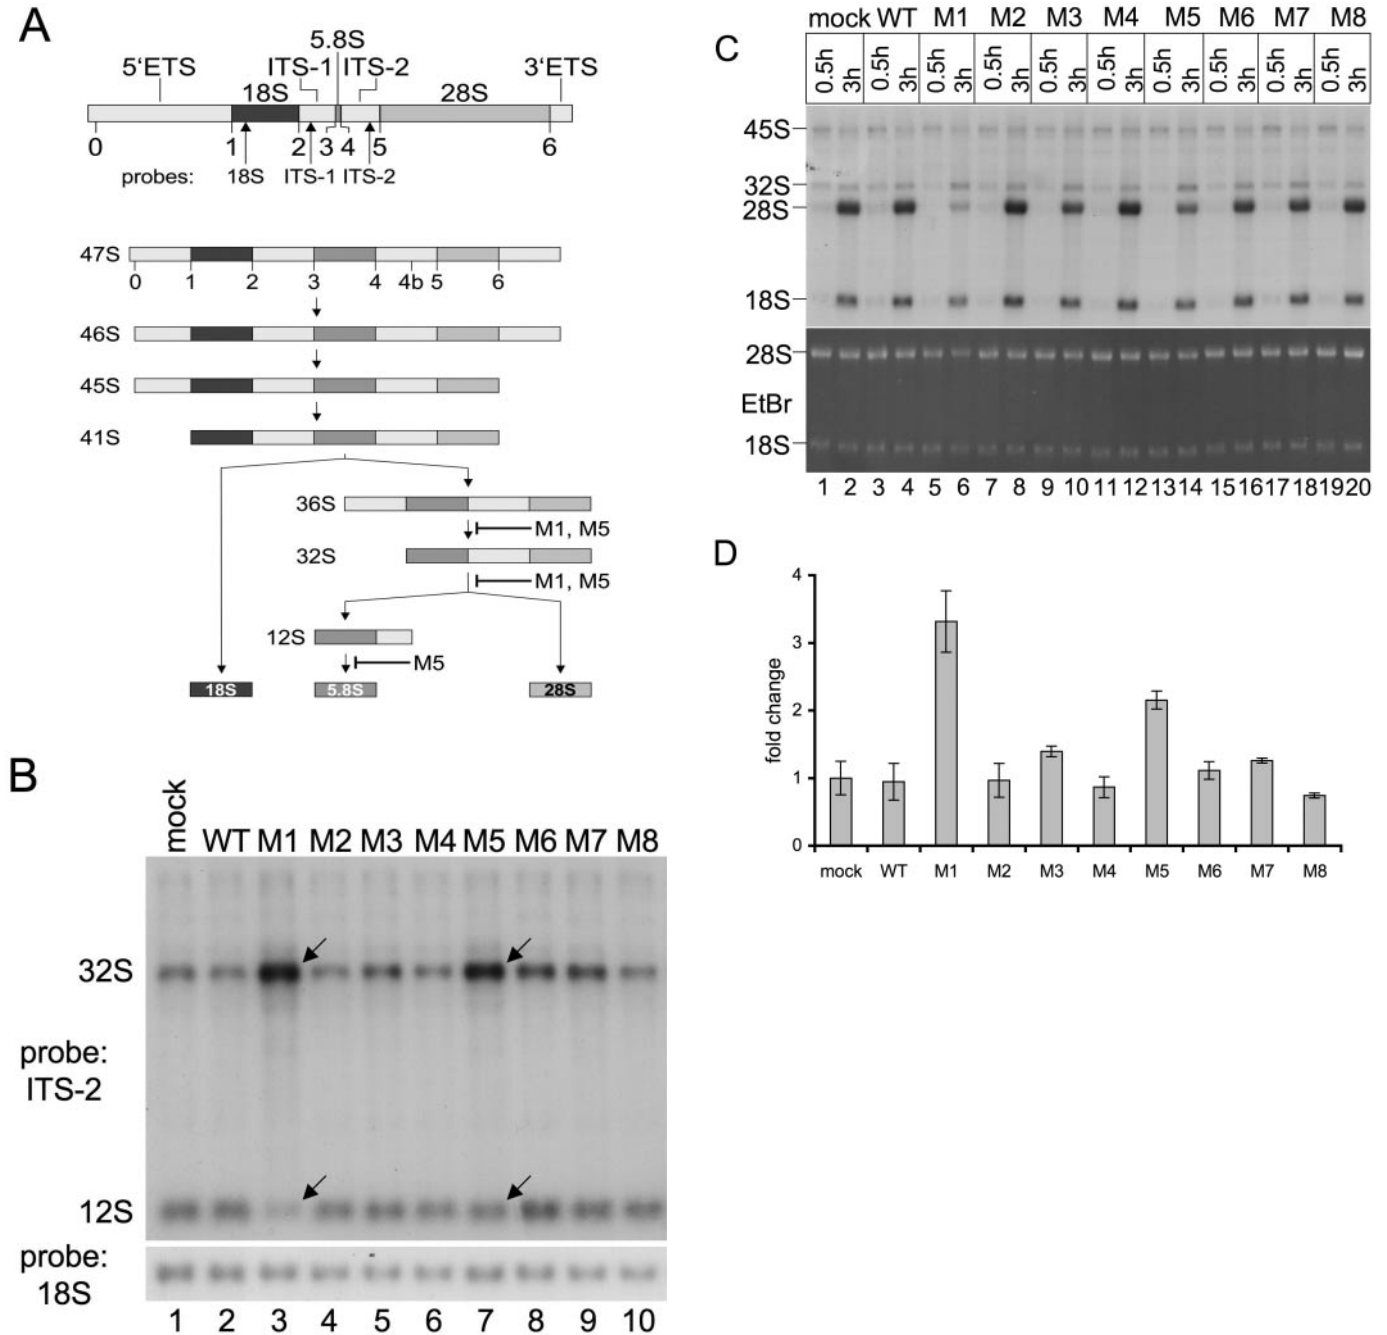 A
5'ETS
ITS-1
5.8S
ITS-2
3'ETS
18S
28S
0
1
2
3
4
5
6
probes:
18S
ITS-1
ITS-2
47S
0
1
2
3
4
4b
5
6
46S
45S
41S
36S
M1, M5
32S
M1, M5
12S
M5
18S
5.8S
28S
B
mock
WT
M1
M2
M3
M4
M5
M6
M7
M8
32S
probe:
ITS-2
12S
probe:
18S
1
2
3
4
5
6
7
8
9
10
C
mock
WT
M1
M2
M3
M4
M5
M6
M7
M8
0.5h
3h
0.5h
3h
0.5h
3h
0.5h
3h
0.5h
3h
0.5h
3h
0.5h
3h
0.5h
3h
0.5h
3h
0.5h
3h
45S
32S
28S
18S
28S
EtBr
18S
1
2
3
4
5
6
7
8
9
10
11
12
13
14
15
16
17
18
19
20
D
4
3
2
1
0
fold change
mock
WT
M1
M2
M3
M4
M5
M6
M7
M8